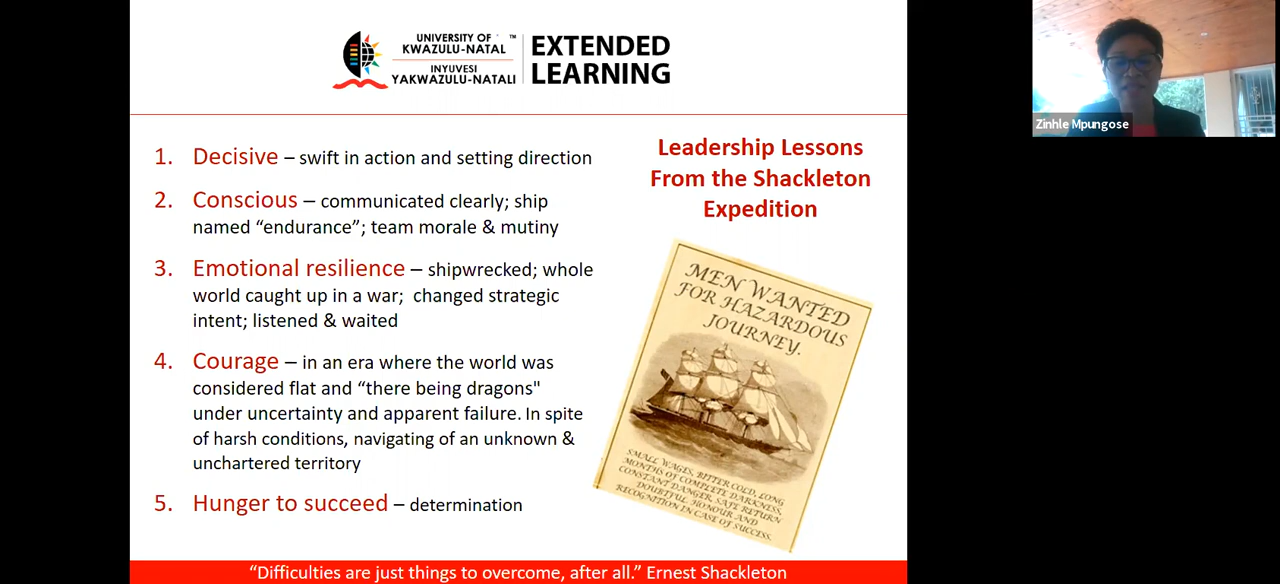 UNIVERSITY OF ™
KWAZULU-NATAL
INYUVESI
YAKWAZULU-NATALI
EXTENDED
LEARNING
1. Decisive – swift in action and setting direction
2. Conscious – communicated clearly; ship
named “endurance”; team morale & mutiny
3. Emotional resilience – shipwrecked; whole
world caught up in a war; changed strategic
intent; listened & waited
4. Courage – in an era where the world was
considered flat and “there being dragons"
under uncertainty and apparent failure. In spite
of harsh conditions, navigating of an unknown &
unchartered territory
5. Hunger to succeed – determination
Leadership Lessons
From the Shackleton
Expedition
MEN WANTED
FOR HAZARDOUS
JOURNEY.
SMALL WAGES, BITTER COLD, LONG
MONTHS OF COMPLETE DARKNESS,
CONSTANT DANGER, SAFE RETURN
DOUBTFUL. HONOUR AND
RECOGNITION IN CASE OF SUCCESS.
“Difficulties are just things to overcome, after all.” Ernest Shackleton
Zinhle Mpungose